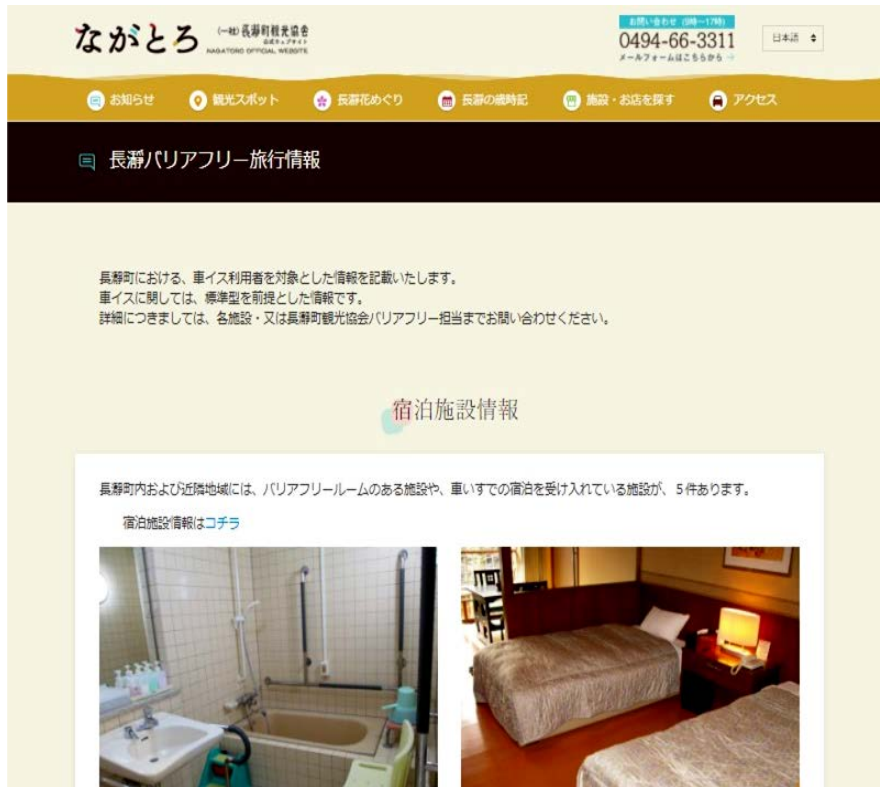 ながとろ
(一社)長瀞町観光協会
公式ウェブサイト
NAGATORO OFFICIAL WEBSITE
お問い合わせ (9時～17時)
0494-66-3311
メールフォームはこちらから →
日本語
お知らせ
観光スポット
長瀞花めぐり
長瀞の歳時記
施設・お店を探す
アクセス
長瀞バリアフリー旅行情報
長瀞町における、車イス利用者を対象とした情報を記載いたします。
車イスに関しては、標準型を前提とした情報です。
詳細につきましては、各施設・又は長瀞町観光協会バリアフリー担当までお問い合わせください。
宿泊施設情報
長瀞町内および近隣地域には、バリアフリールームのある施設や、車いすでの宿泊を受け入れている施設が、５件あります。
宿泊施設情報はコチラ